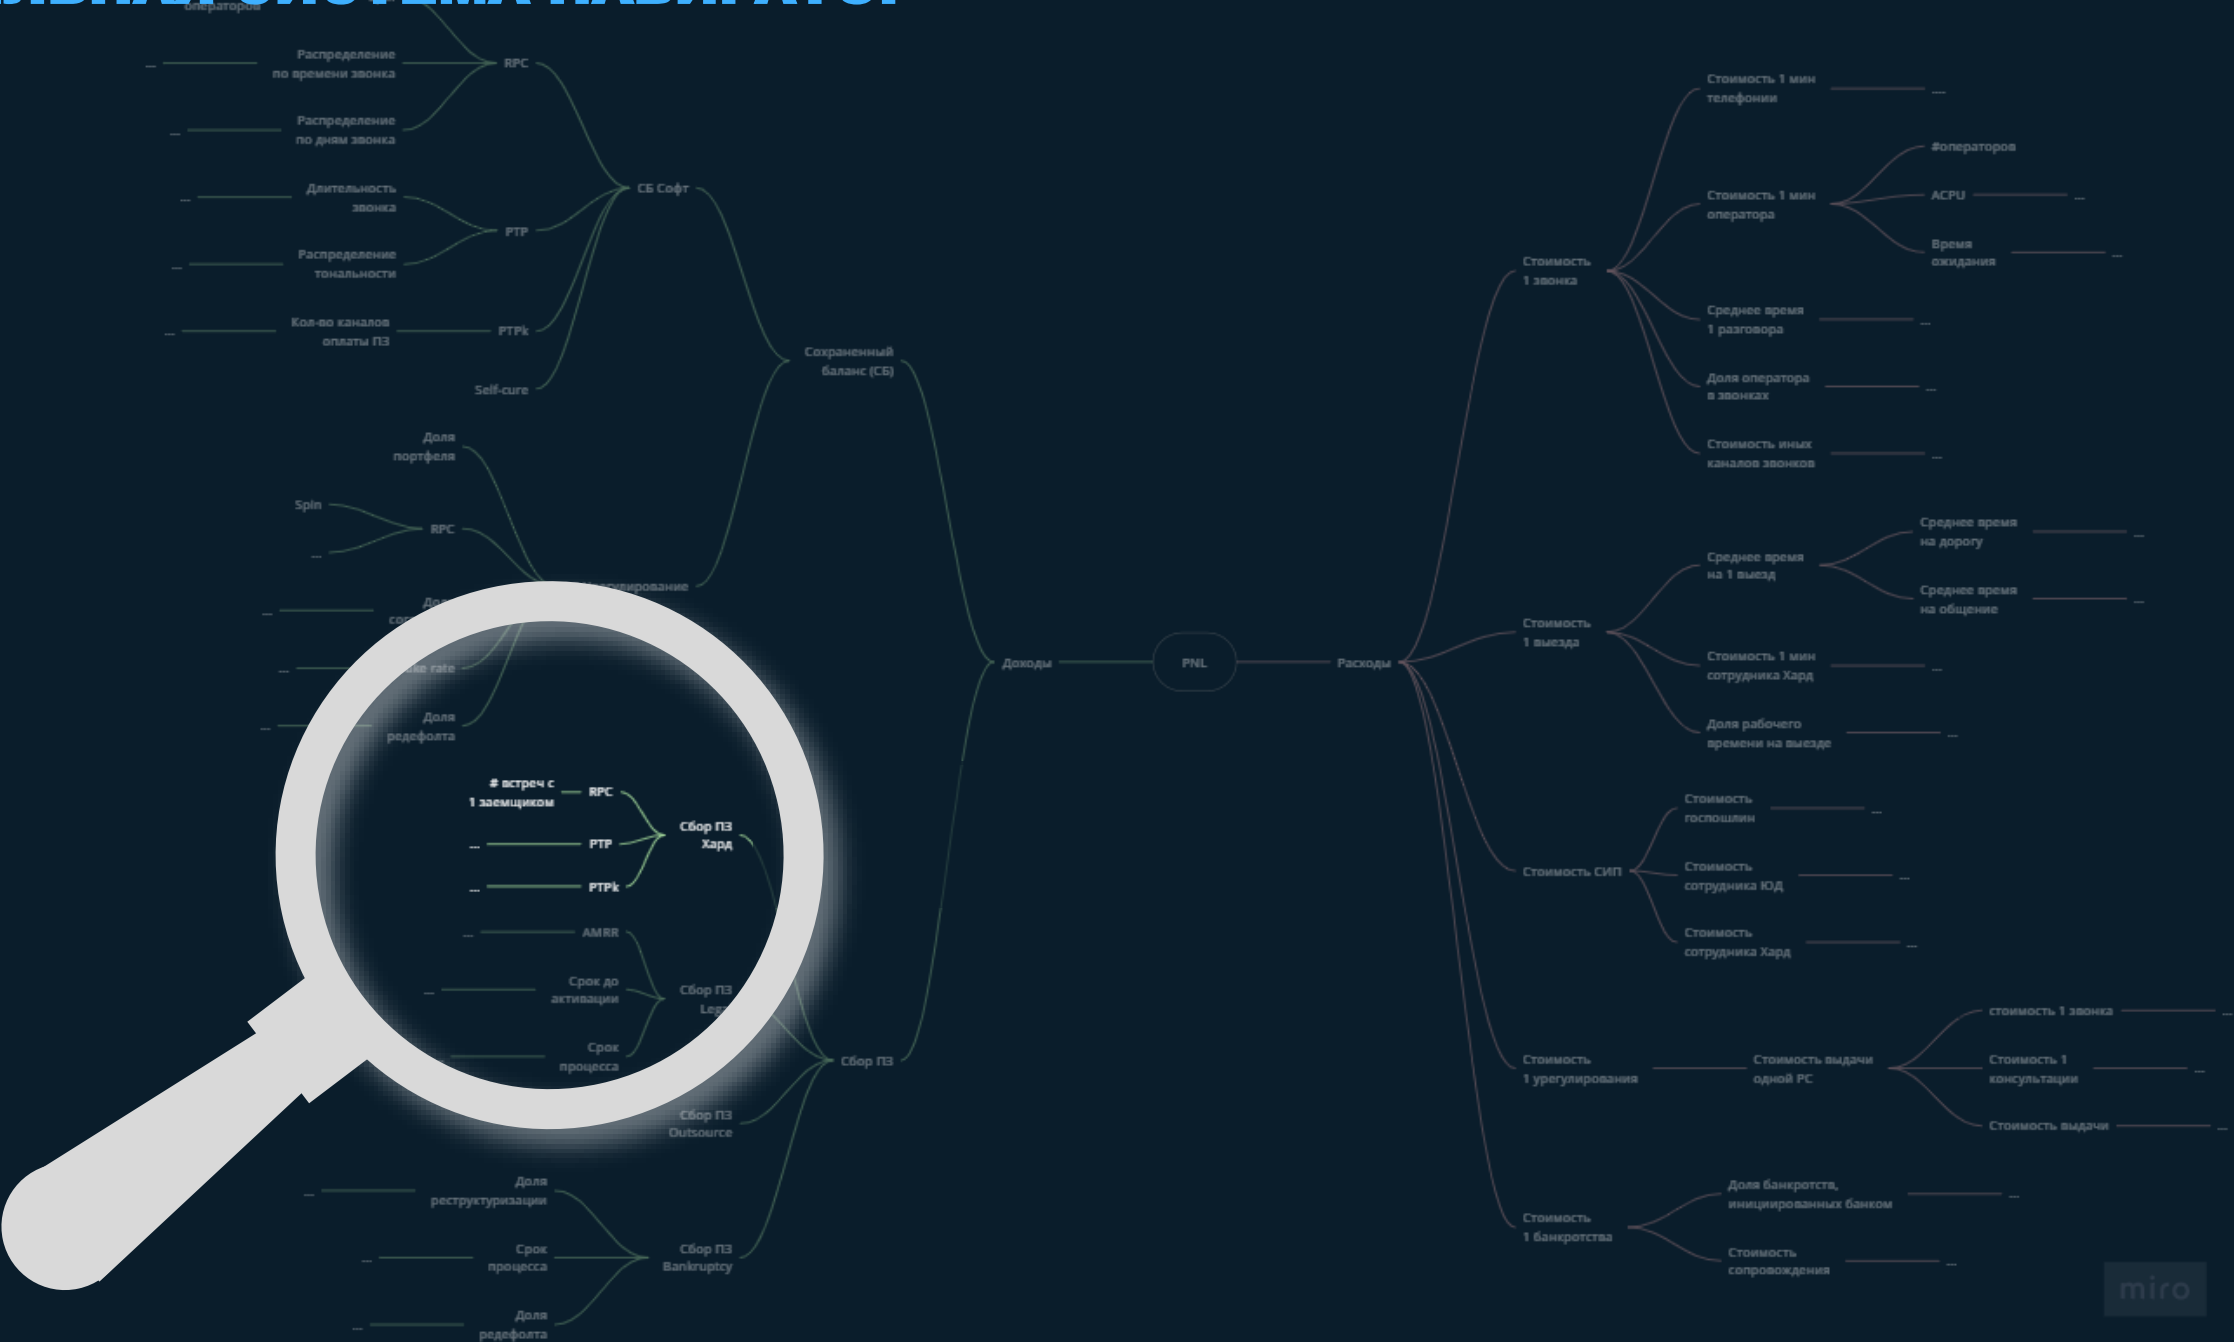 операторов
Распределение
по времени звонка
RPC
Распределение
по дням звонка
Длительность
звонка
PTP
Распределение
тональности
СБ Софт
Кол-во каналов
оплаты ПЗ
PTPk
Self-cure
Сохраненный
баланс (СБ)
Доля
портфеля
Spin
RPC
...
Доходы
PNL
Расходы
Доля
редефолта
# встреч с
1 заемщиком
RPC
PTP
PTPk
Сбор ПЗ
Хард
AMRR
Срок до
активации
Срок
процесса
Сбор ПЗ
Сбор ПЗ
Сбор ПЗ
Outsource
Доля
реструктуризации
Срок
процесса
Доля
редефолта
Сбор ПЗ
Bankruptcy
Стоимость
1 звонка
Стоимость 1 мин
телефонии
Стоимость 1 мин
оператора
#операторов
ACPU
Время
ожидания
Среднее время
1 разговора
Доля оператора
в звонках
Стоимость иных
каналов звонков
Стоимость
1 выезда
Среднее время
на 1 выезд
Среднее время
на дорогу
Среднее время
на общение
Стоимость 1 мин
сотрудника Хард
Доля рабочего
времени на выезде
Стоимость СИП
Стоимость
госпошлин
Стоимость
сотрудника ЮД
Стоимость
сотрудника Хард
Стоимость
1 урегулирования
Стоимость выдачи
одной РС
стоимость 1 звонка
Стоимость 1
консультации
Стоимость выдачи
Стоимость
1 банкротства
Доля банкротств,
инициированных банком
Стоимость
сопровождения
miro